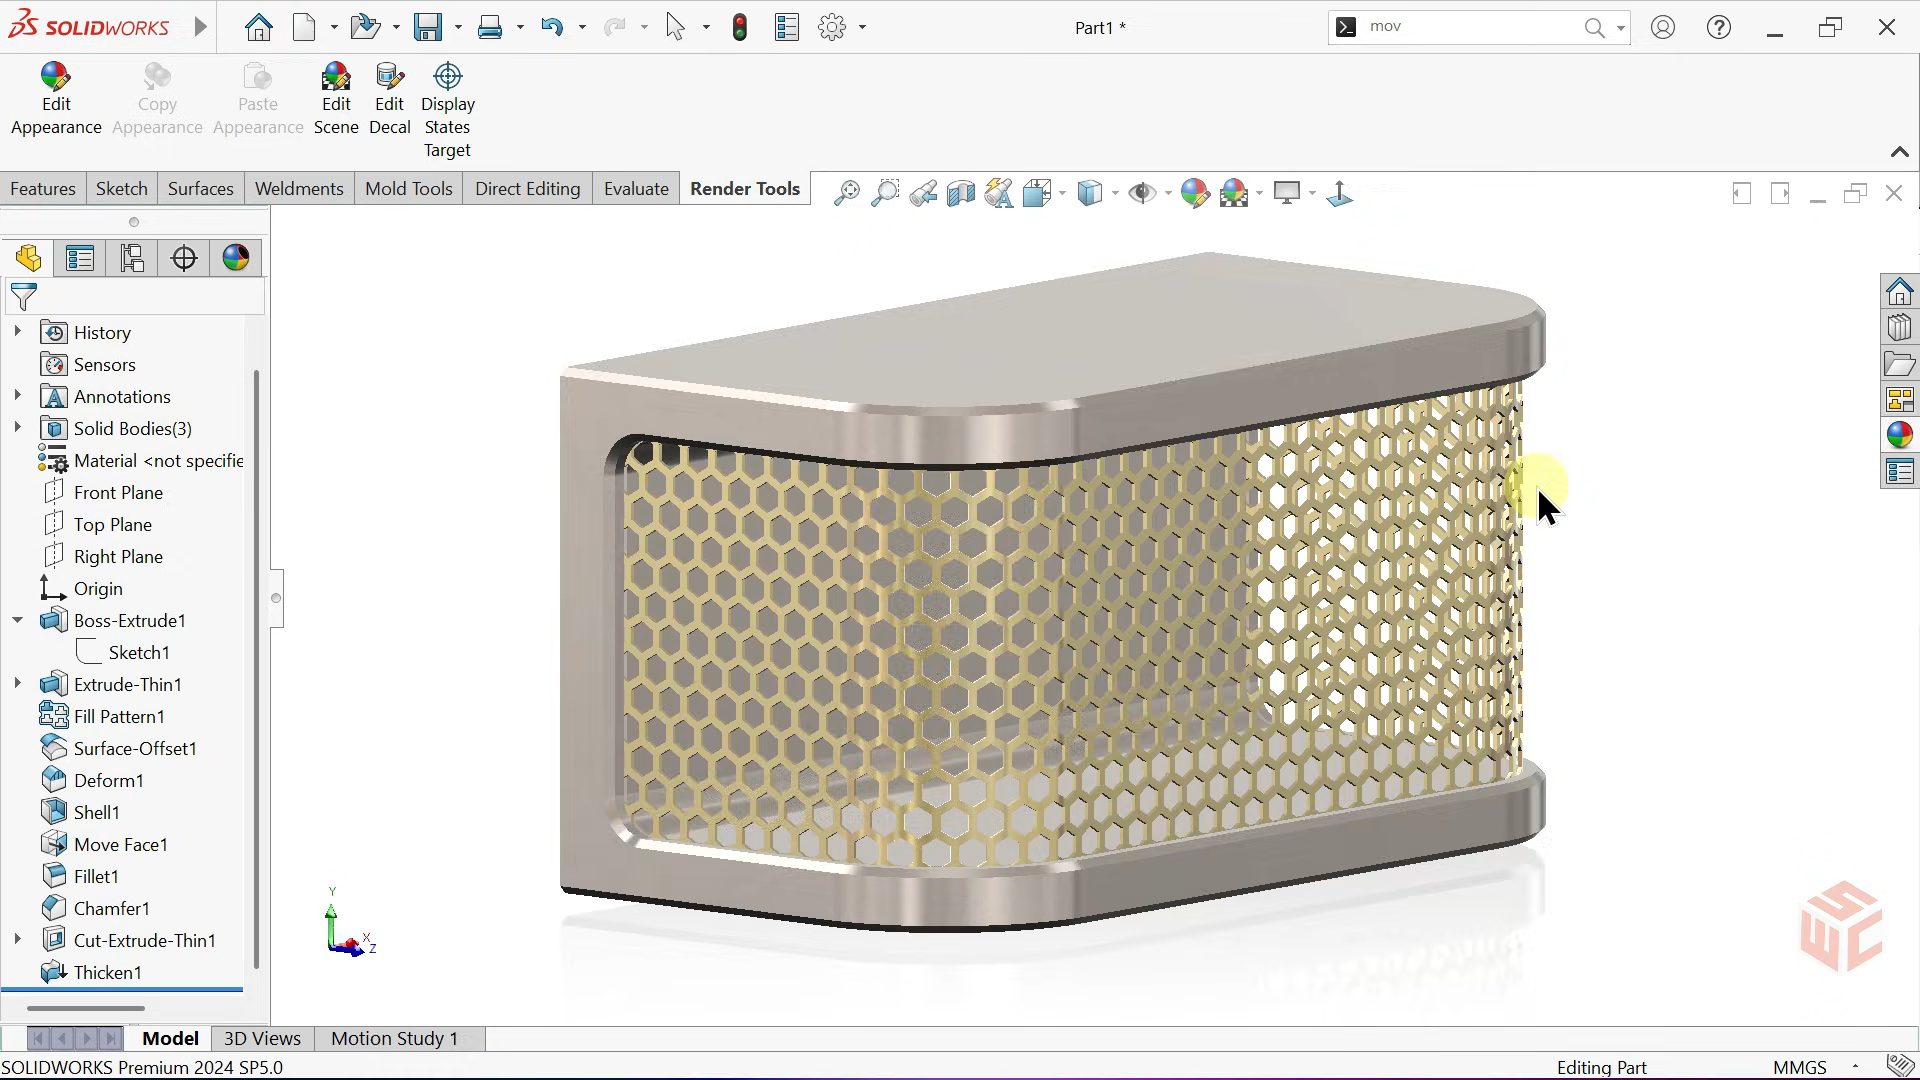 SOLIDWORKS
Part1 *
mov
Edit Appearance
Copy Appearance
Paste Appearance
Edit Scene
Edit Decal
Display States Target
Features
Sketch
Surfaces
Weldments
Mold Tools
Direct Editing
Evaluate
Render Tools
History
Sensors
Annotations
Solid Bodies(3)
Material <not specifie
Front Plane
Top Plane
Right Plane
Origin
Boss-Extrude1
Sketch1
Extrude-Thin1
Fill Pattern1
Surface-Offset1
Deform1
Shell1
Move Face1
Fillet1
Chamfer1
Cut-Extrude-Thin1
Thicken1
Y
X
Z
SWC
Model
3D Views
Motion Study 1
SOLIDWORKS Premium 2024 SP5.0
Editing Part
MMGS